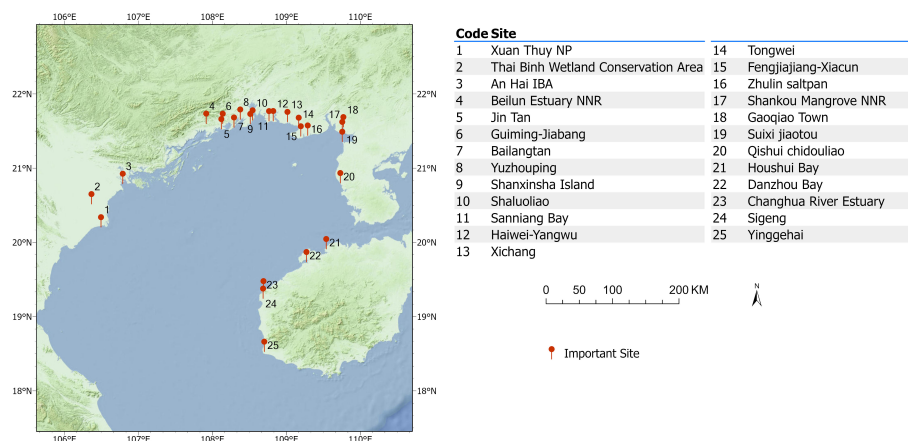 106°E 107°E 108°E 109°E 110°E
22°N 22°N
21°N 21°N
20°N 20°N
19°N 19°N
18°N 18°N
106°E 107°E 108°E 109°E 110°E
4 6 8 10 12 13 18
5 7 9 11 14 15 16 17
19
3
20
2
1
21
22
23
24
25
Code Site
1 Xuan Thuy NP
2 Thai Binh Wetland Conservation Area
3 An Hai IBA
4 Beilun Estuary NNR
5 Jin Tan
6 Guiming-Jiabang
7 Bailangtan
8 Yuzhouping
9 Shanxinsha Island
10 Shaluoliao
11 Sanniang Bay
12 Haiwei-Yangwu
13 Xichang
14 Tongwei
15 Fengjiajiang-Xiacun
16 Zhulin saltpan
17 Shankou Mangrove NNR
18 Gaoqiao Town
19 Suixi jiaotou
20 Qishui chidouliao
21 Houshui Bay
22 Danzhou Bay
23 Changhua River Estuary
24 Sigeng
25 Yinggehai
0 50 100 200 KM
N
Important Site